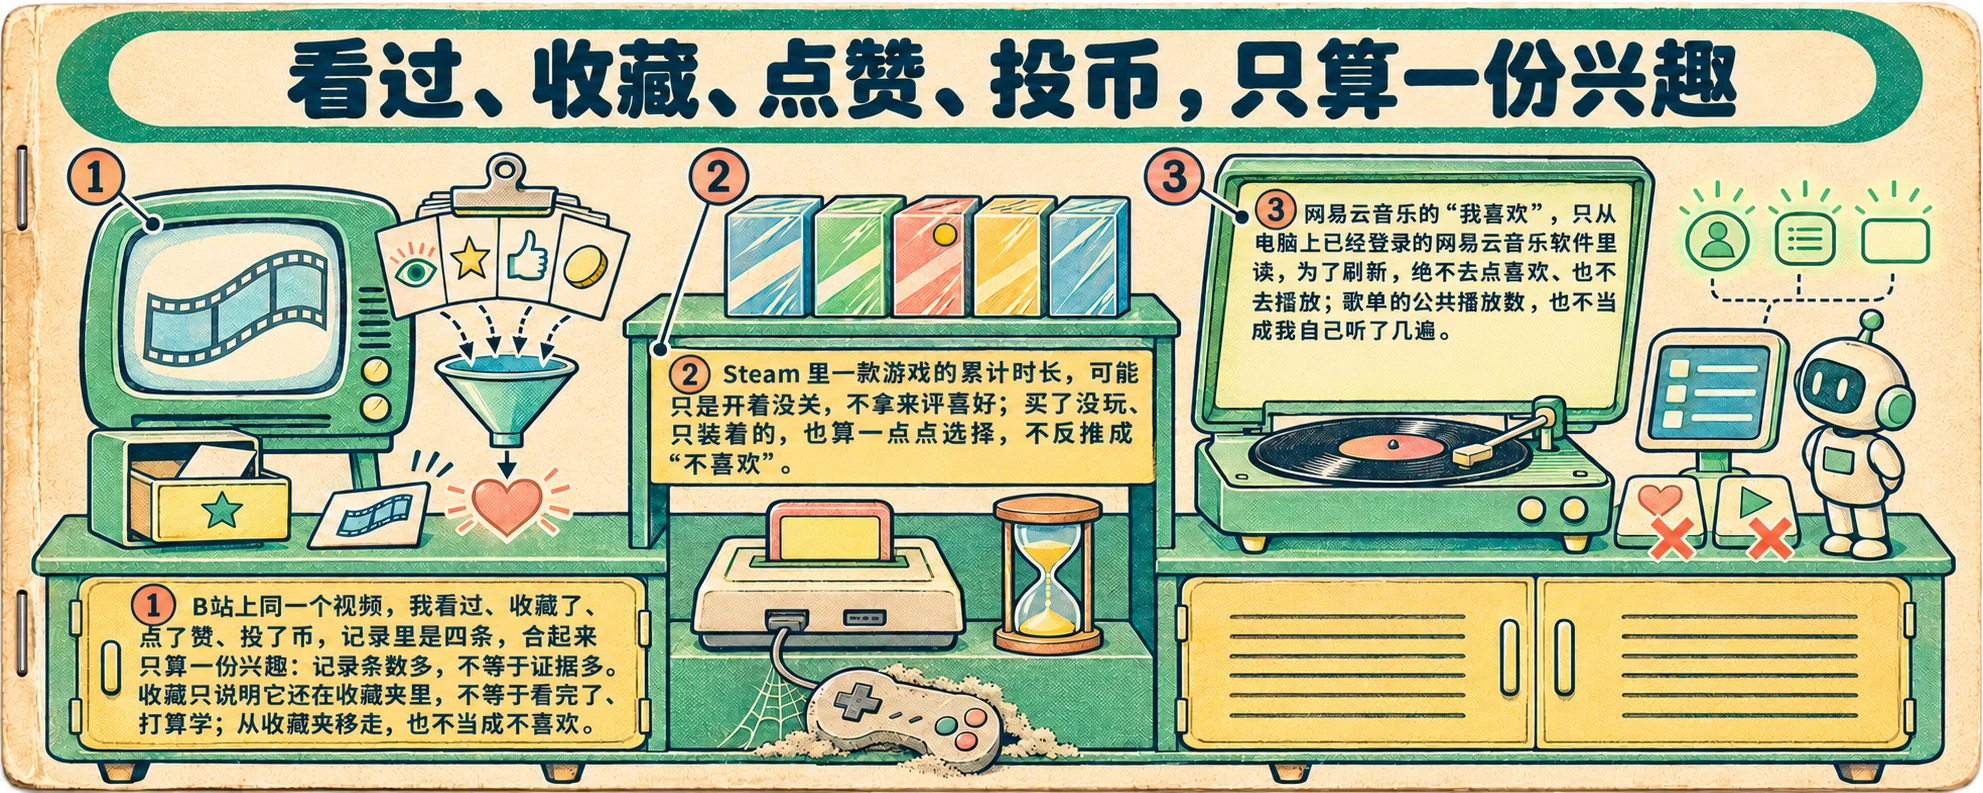 看过、收藏、点赞、投币，只算一份兴趣
1
① B站上同一个视频，我看过、收藏了、
点了赞、投了币，记录里是四条，合起来
只算一份兴趣：记录条数多，不等于证据多。
收藏只说明它还在收藏夹里，不等于看完了、
打算学；从收藏夹移走，也不当成不喜欢。
2
② Steam 里一款游戏的累计时长，可能
只是开着没关，不拿来评喜好；买了没玩、
只装着的，也算一点点选择，不反推成
“不喜欢”。
3
③ 网易云音乐的“我喜欢”，只从
电脑上已经登录的网易云音乐软件里
读，为了刷新，绝不去点喜欢、也不
去播放；歌单的公共播放数，也不当
成我自己听了几遍。